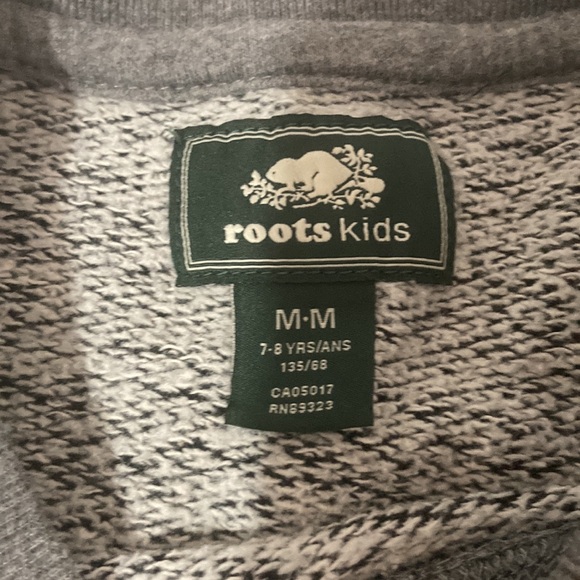 roots kids
M·M
7-8 YRS/ANS
135/68
CA05017
RN89323